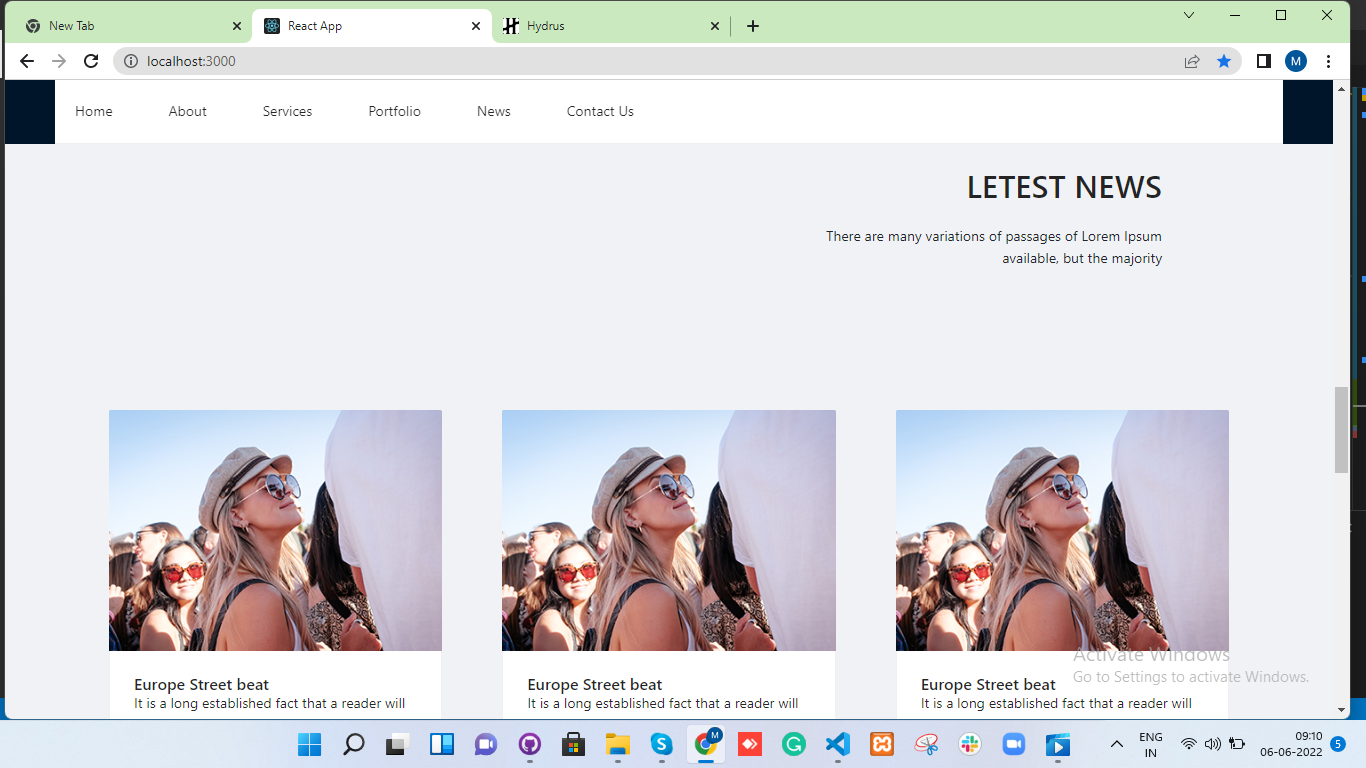 New Tab
React App
Hydrus
localhost:3000
M
Home About Services Portfolio News Contact Us
LETEST NEWS
There are many variations of passages of Lorem Ipsum
available, but the majority
Europe Street beat
It is a long established fact that a reader will
Europe Street beat
It is a long established fact that a reader will
Europe Street beat
It is a long established fact that a reader will
Activate Windows
Go to Settings to activate Windows.
M
ENG
IN
09:10
06-06-2022
5